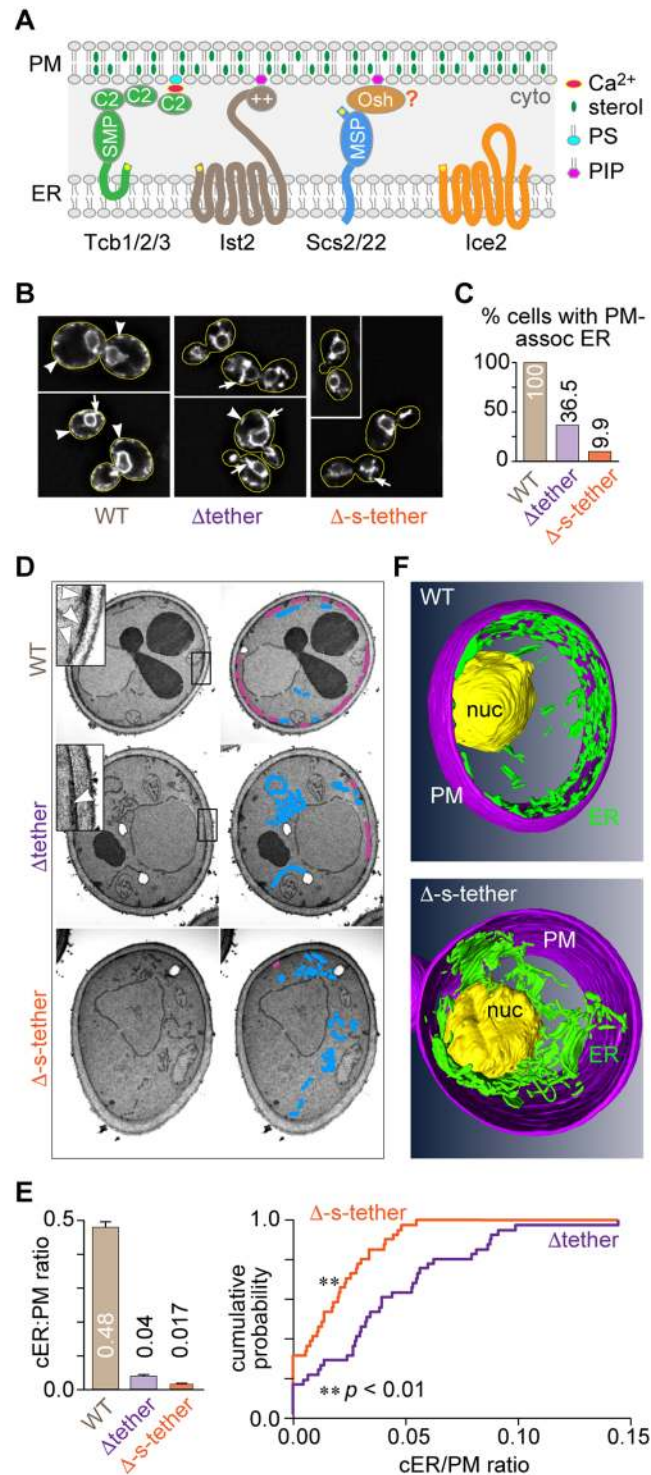 A
PM
C2 C2 C2
++
Osh ?
cyto
SMP
MSP
ER
Tcb1/2/3 Ist2 Scs2/22 Ice2
Ca2+
sterol
PS
PIP
B
WT Δtether Δ-s-tether
C
% cells with PM-
assoc ER
100
50
0
100
36.5
9.9
WT
Δtether
Δ-s-tether
D
WT
Δtether
Δ-s-tether
F
WT
nuc
PM
ER
Δ-s-tether
PM
nuc
ER
E
cER:PM ratio
0.5
0.0
0.48
0.04
0.017
WT
Δtether
Δ-s-tether
cumulative
probability
1.0
0.0
Δ-s-tether
Δtether
**
** p < 0.01
0.00 0.05 0.10 0.15
cER/PM ratio